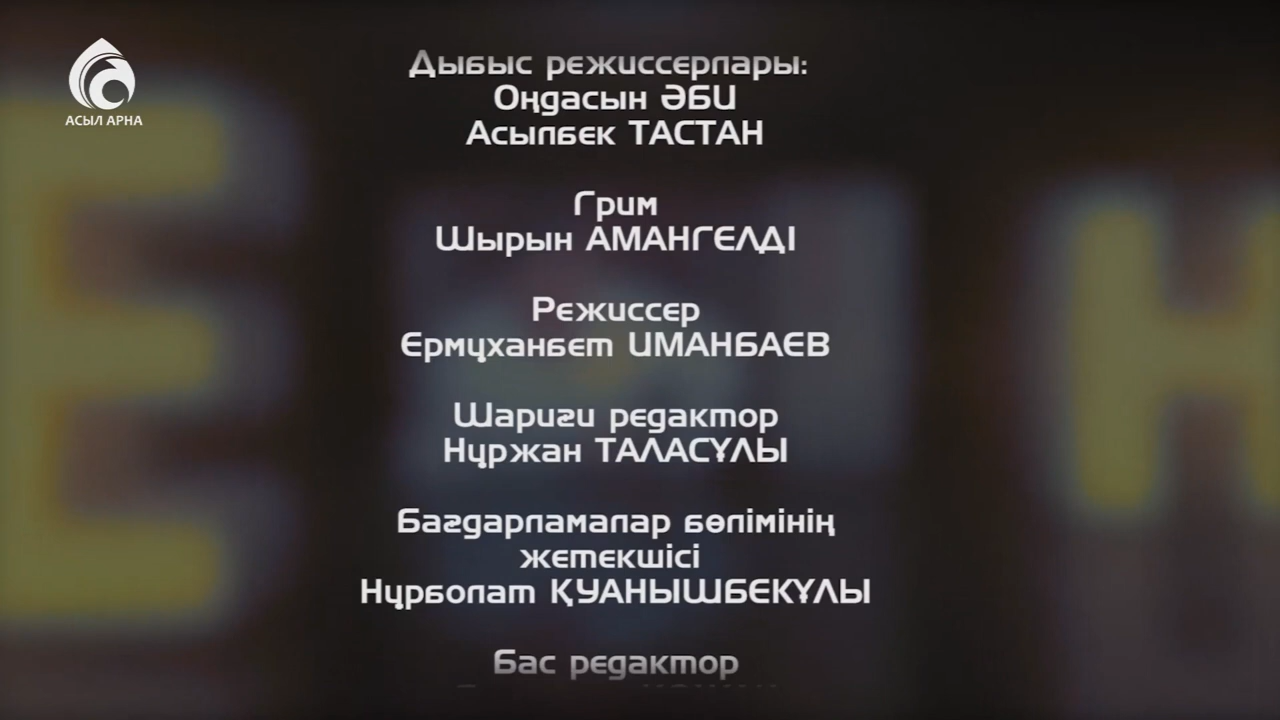 АСЫЛ АРНА
Дыбыс режиссерлары:
Оңдасын ӘБИ
Асылбек ТАСТАН
Грим
Шырын АМАНГЕЛДІ
Режиссер
Ермұханбет ИМАНБАЕВ
Шариғи редактор
Нұржан ТАЛАСҰЛЫ
Бағдарламалар бөлімінің
жетекшісі
Нұрболат ҚУАНЫШБЕКҰЛЫ
Бас редактор